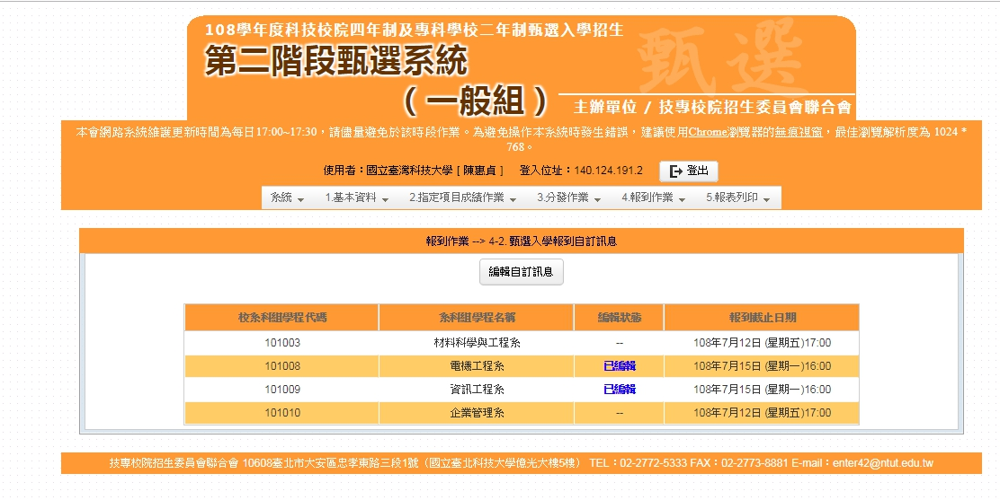 108學年度科技校院四年制及專科學校二年制甄選入學招生
甄選
第二階段甄選系統
（一般組）
主辦單位 / 技專校院招生委員會聯合會
本會網路系統維護更新時間為每日17:00~17:30，請儘量避免於該時段作業。為避免操作本系統時發生錯誤，建議使用Chrome瀏覽器的無痕視窗，最佳瀏覽解析度為 1024 *
768。
使用者：國立臺灣科技大學 [ 陳惠貞 ] 登入位址：140.124.191.2 登出
系統 1.基本資料 2.指定項目成績作業 3.分發作業 4.報到作業 5.報表列印
報到作業 --> 4-2. 甄選入學報到自訂訊息
編輯自訂訊息
校系科組學程代碼 系科組學程名稱 編輯狀態 報到截止日期
101003 材料科學與工程系 -- 108年7月12日 (星期五)17:00
101008 電機工程系 已編輯 108年7月15日 (星期一)16:00
101009 資訊工程系 已編輯 108年7月15日 (星期一)16:00
101010 企業管理系 -- 108年7月12日 (星期五)17:00
技專校院招生委員會聯合會 10608臺北市大安區忠孝東路三段1號（國立臺北科技大學億光大樓5樓） TEL：02-2772-5333 FAX：02-2773-8881 E-mail：enter42@ntut.edu.tw